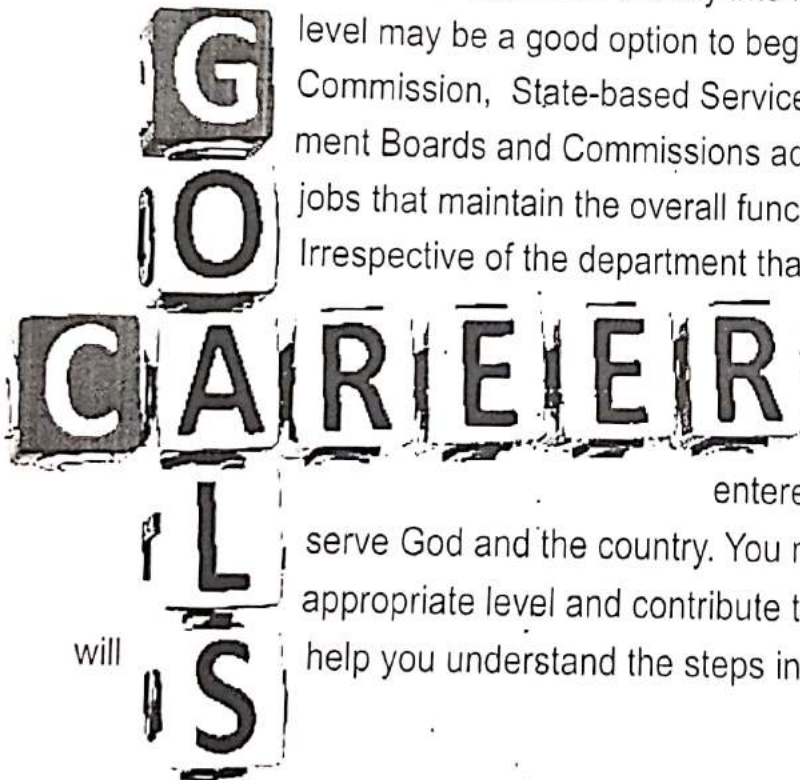 level may be a good option to beg
Commission, State-based Service
ment Boards and Commissions ac
jobs that maintain the overall func
Irrespective of the department tha
GOALS
CAREER
entere
serve God and the country. You
appropriate level and contribute t
will help you understand the steps in